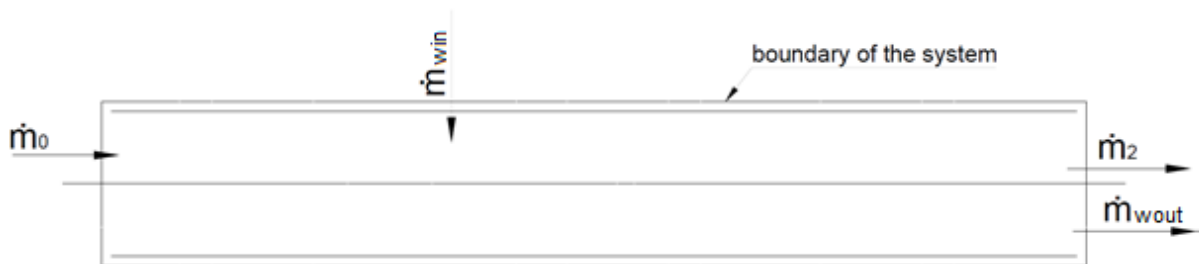 ṁwin
boundary of the system
ṁ0
ṁ2
ṁwout